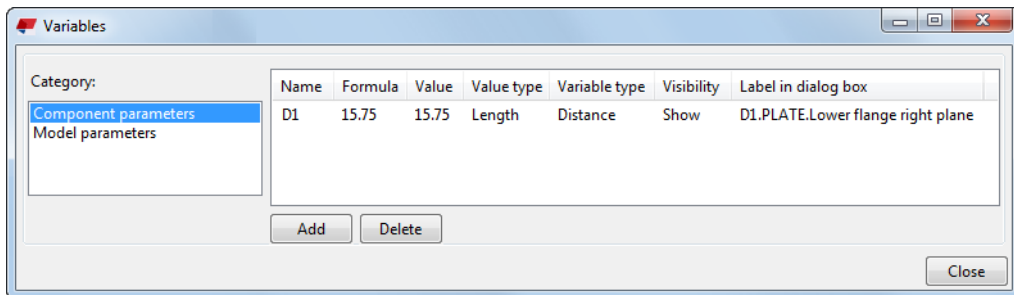 Variables
Category:
Component parameters
Model parameters
Name Formula Value Value type Variable type Visibility Label in dialog box
D1 15.75 15.75 Length Distance Show D1.PLATE.Lower flange right plane
Add Delete
Close